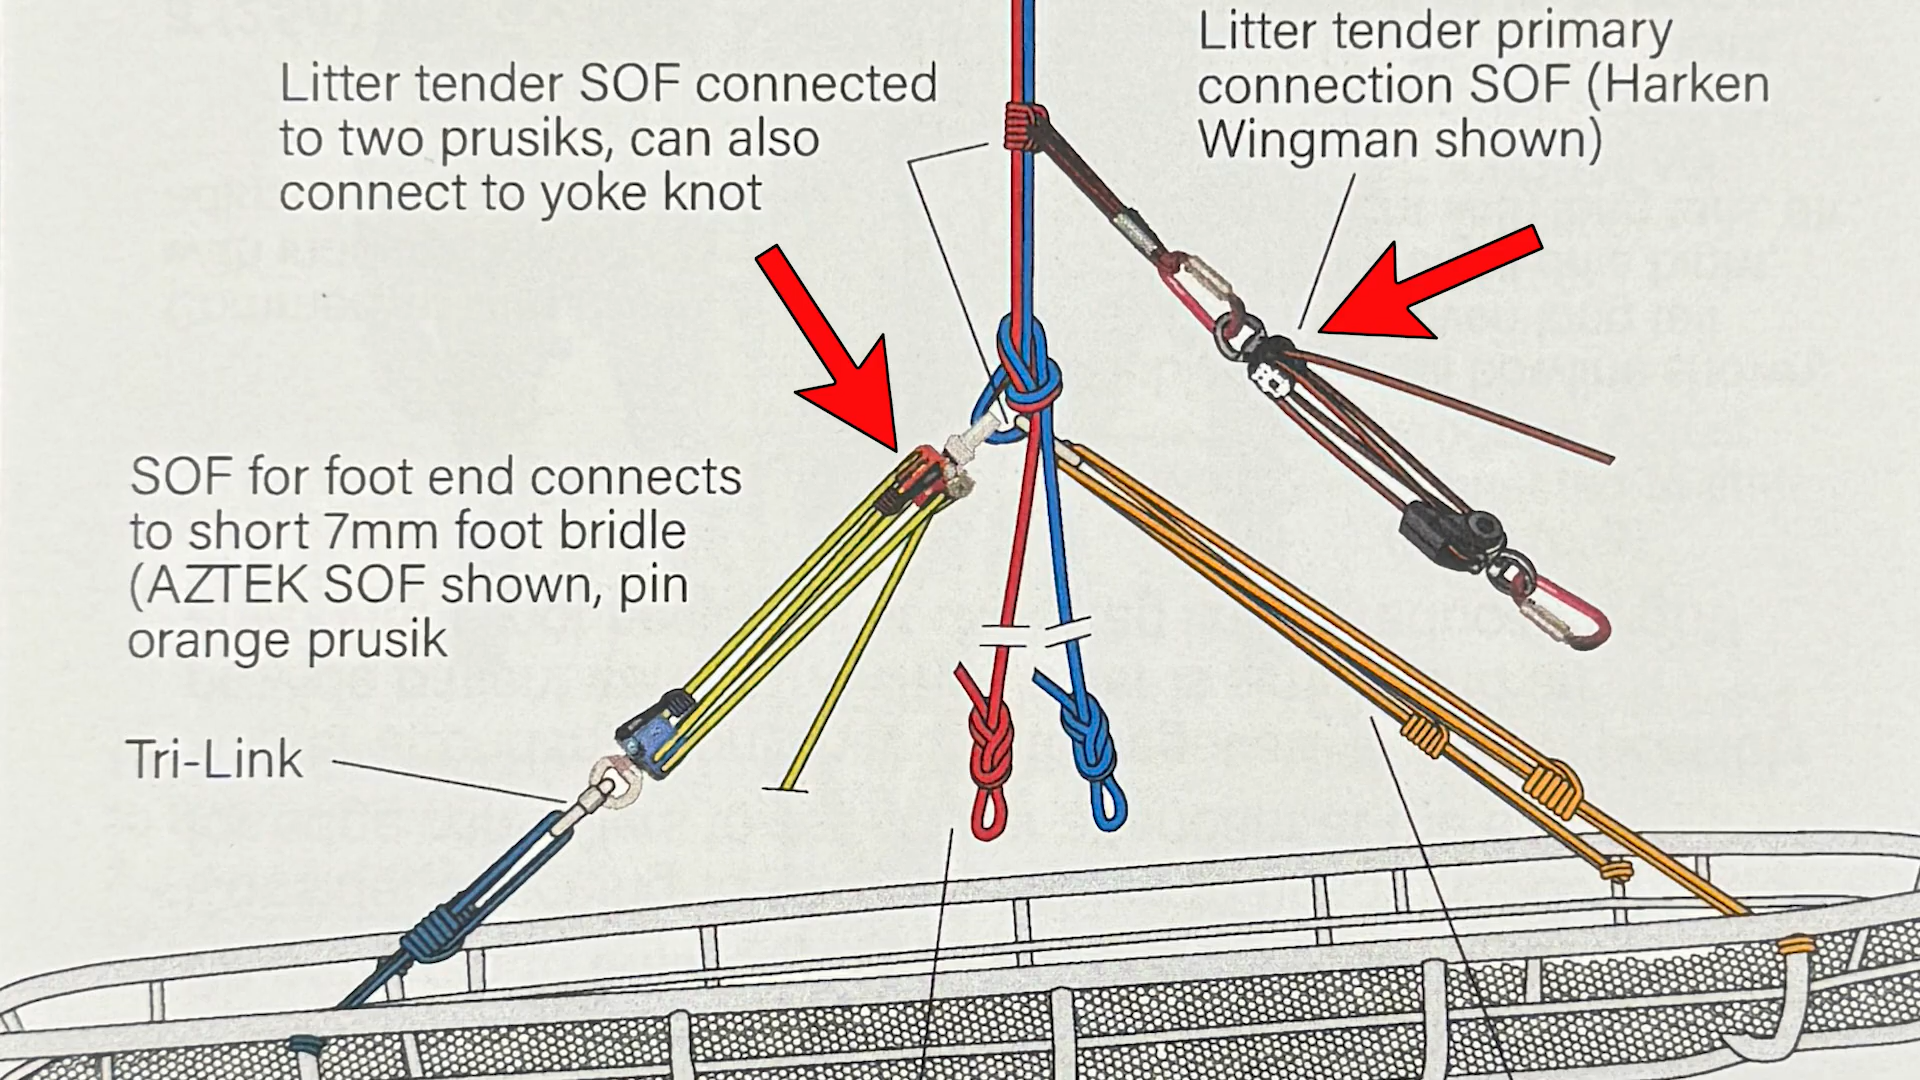 Litter tender SOF connected
to two prusiks, can also
connect to yoke knot
Litter tender primary
connection SOF (Harken
Wingman shown)
SOF for foot end connects
to short 7mm foot bridle
(AZTEK SOF shown, pin
orange prusik
Tri-Link